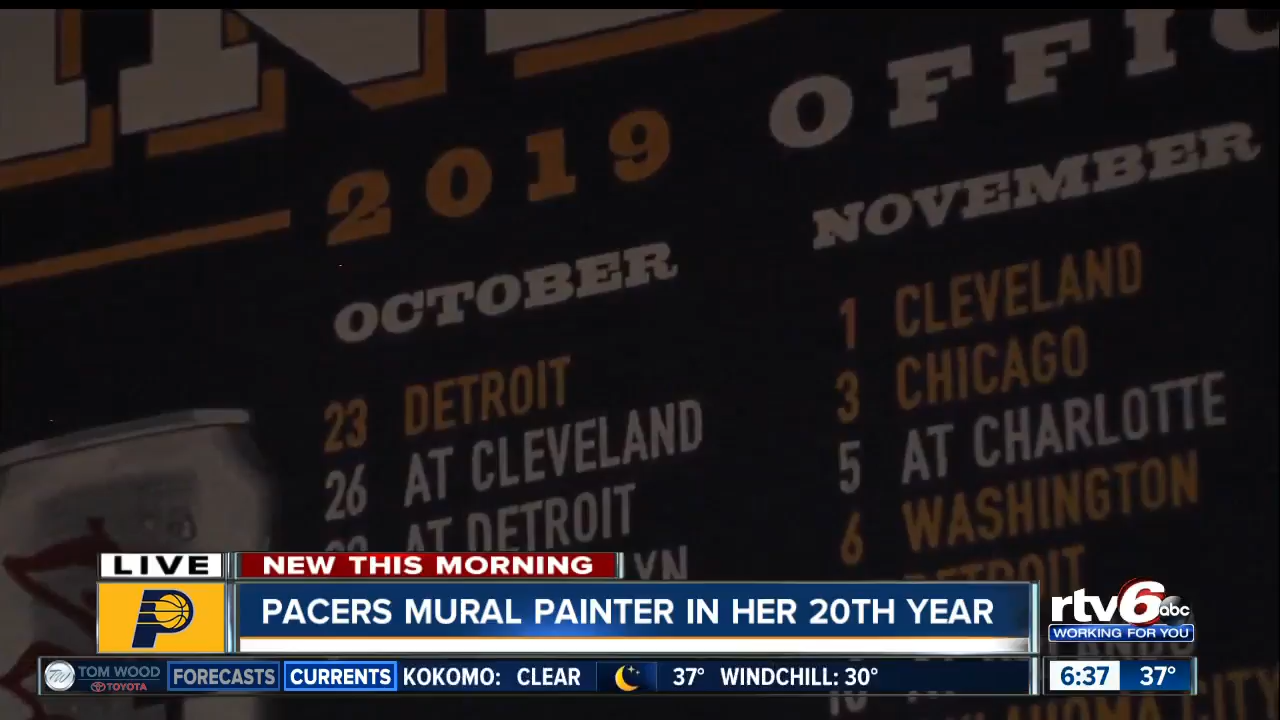 2019 OFFIC
OCTOBER
NOVEMBER
23 DETROIT
26 AT CLEVELAND
AT DETROIT
YN
1 CLEVELAND
3 CHICAGO
5 AT CHARLOTTE
6 WASHINGTON
DETROIT
LIVE
NEW THIS MORNING
PACERS MURAL PAINTER IN HER 20TH YEAR
rtv6 abc
WORKING FOR YOU
TOM WOOD
TOYOTA
FORECASTS
CURRENTS
KOKOMO: CLEAR 37° WINDCHILL: 30°
6:37 37°